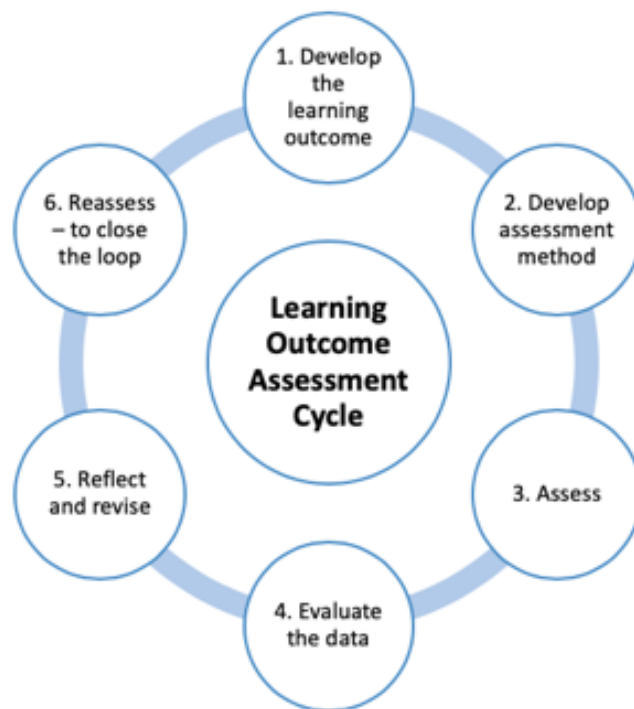 1. Develop
the
learning
outcome
2. Develop
assessment
method
3. Assess
4. Evaluate
the data
5. Reflect
and revise
6. Reassess
– to close
the loop
Learning
Outcome
Assessment
Cycle